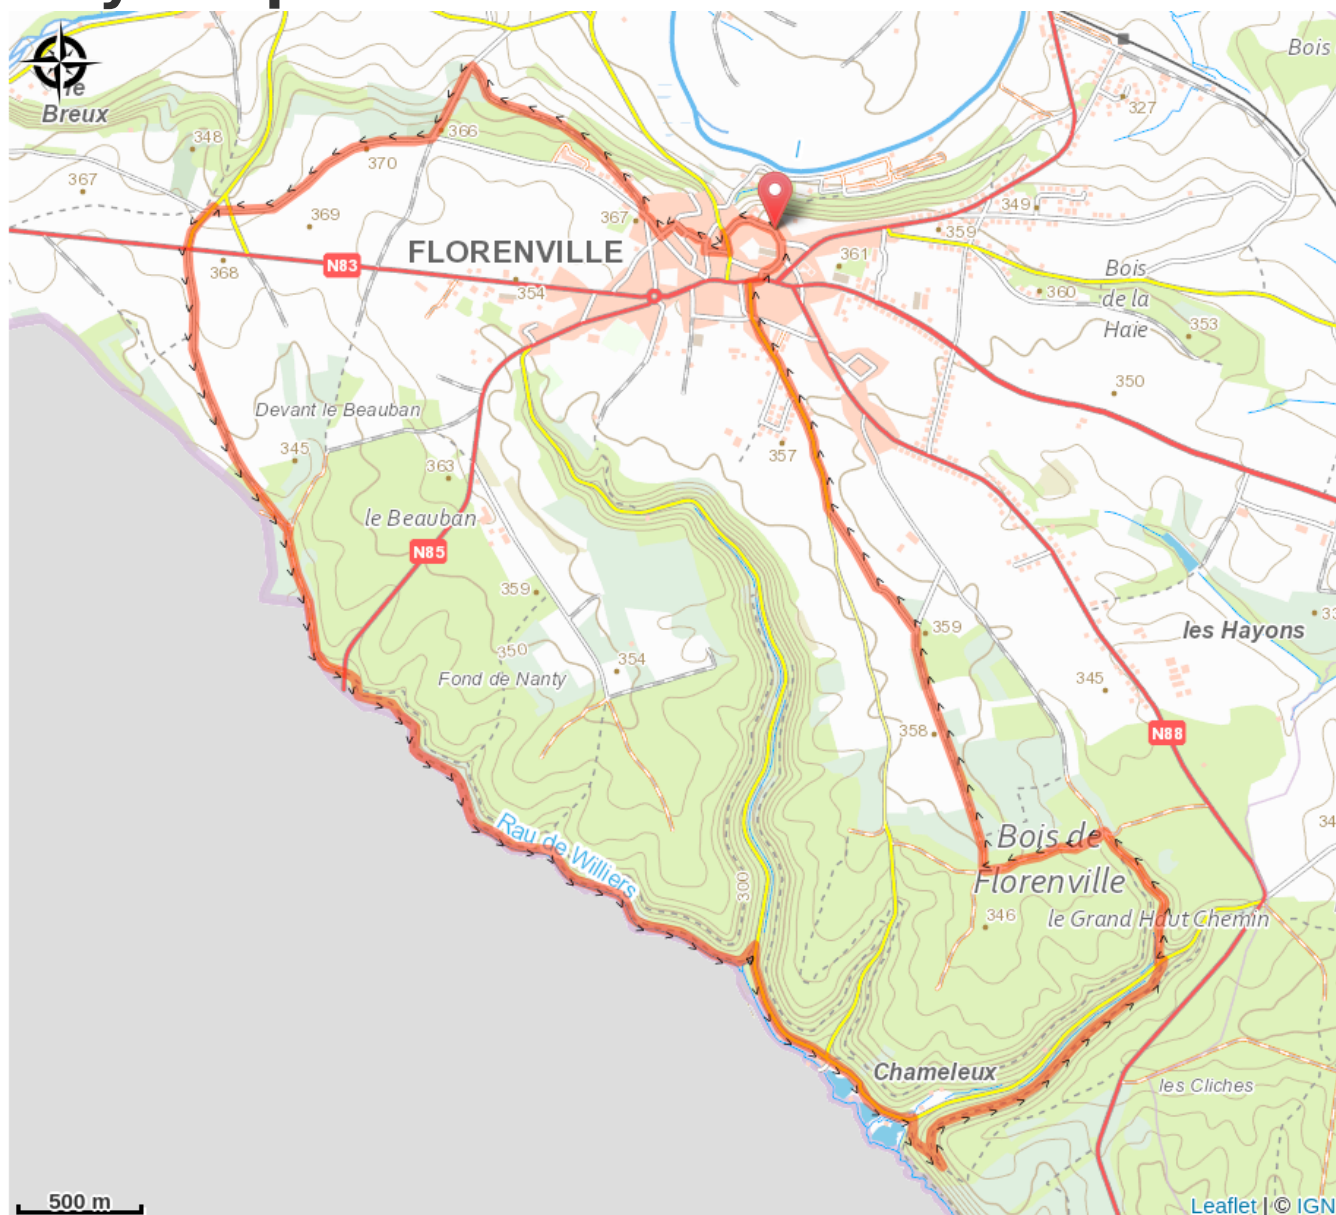 le
Breux
348
366
370
367
369
368
FLORENVILLE
N83
354
367
361
327
Bois
349
359
Bois
de la
Haie
360
353
350
Devant le Beauban
345
363
le Beauban
N85
357
359
350
354
Fond de Nanty
359
358
les Hayons
345
N88
Rau de Williers
300
Bois de
Florenville
346
le Grand Haut Chemin
34
Chameleux
les Cliches
500 m
Leaflet | © IGN